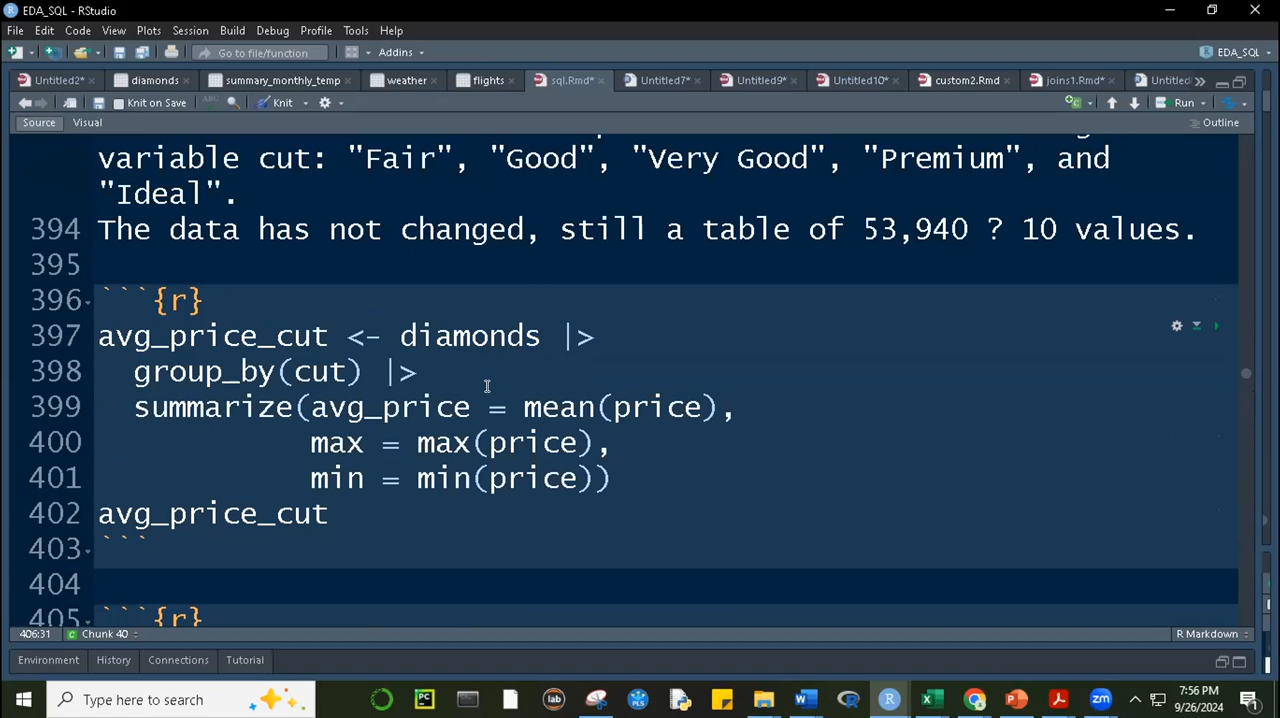 EDA_SQL - RStudio
File Edit Code View Plots Session Build Debug Profile Tools Help
Go to file/function Addins EDA_SQL
Untitled2* diamonds summary_monthly_temp weather flights sql.Rmd* Untitled7* Untitled9* Untitled10* custom2.Rmd joins1.Rmd* Untitled
Knit on Save ABC Knit Run
Source Visual Outline
variable cut: "Fair", "Good", "Very Good", "Premium", and
"Ideal".
394 The data has not changed, still a table of 53,940 ? 10 values.
395
396 ```{r}
397 avg_price_cut <- diamonds |>
398 group_by(cut) |>
399 summarize(avg_price = mean(price),
400 max = max(price),
401 min = min(price))
402 avg_price_cut
403 ```
404
405 ```{r}
406:31 Chunk 40 R Markdown
Environment History Connections Tutorial
Type here to search
7:56 PM
9/26/2024